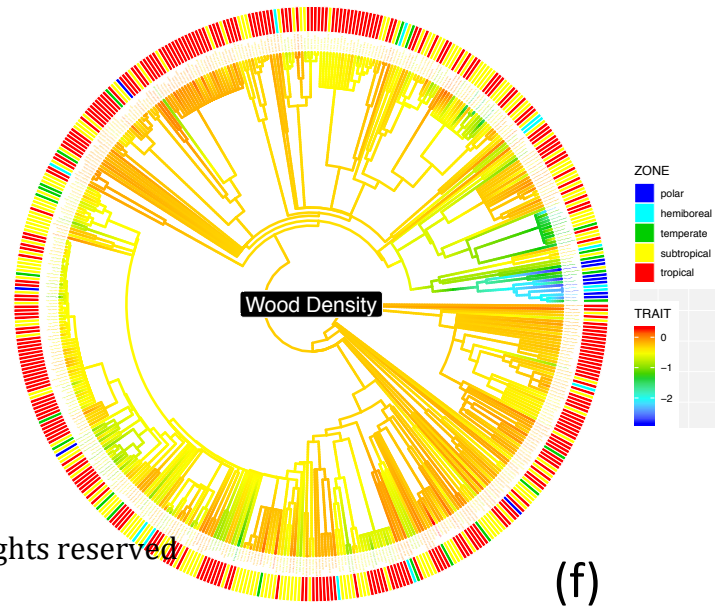 ZONE
polar
hemiboreal
temperate
subtropical
tropical
Wood Density
TRAIT
0
−1
−2
ghts reserved
(f)